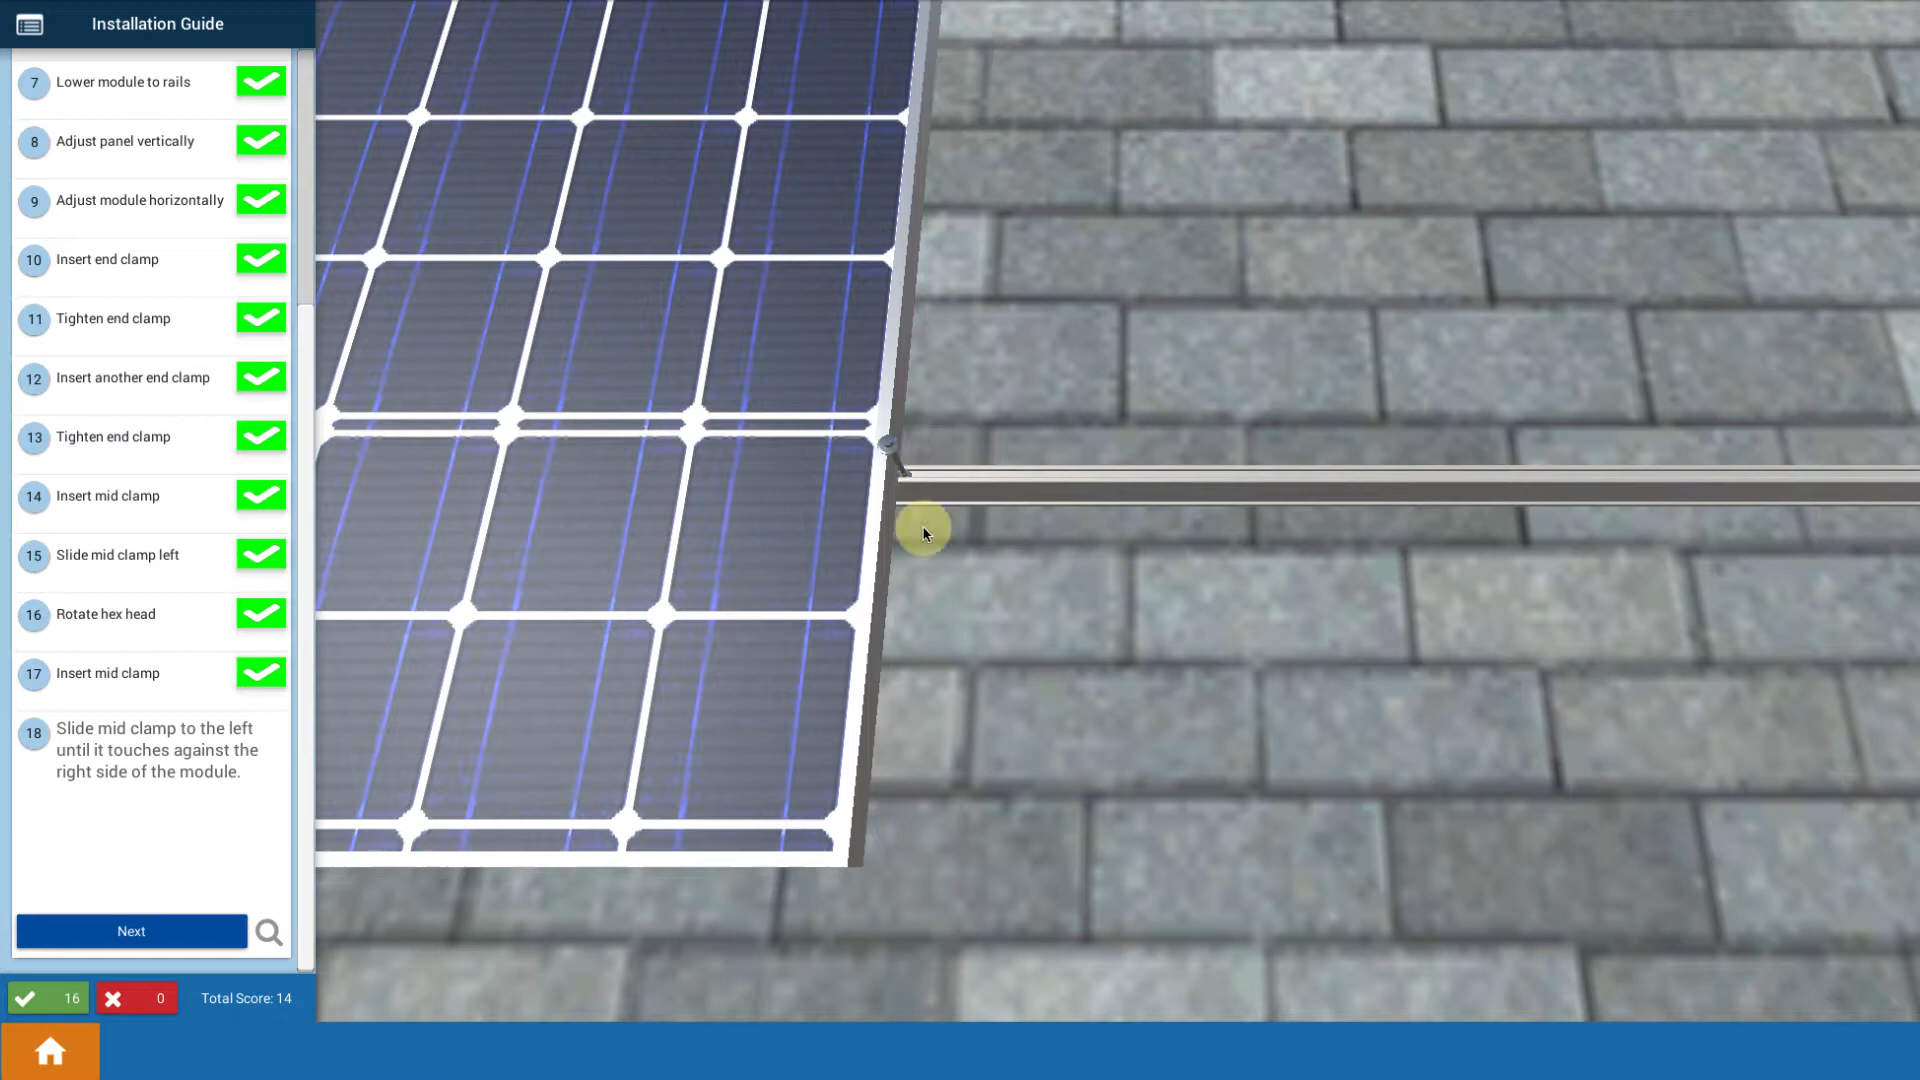 Installation Guide
7 Lower module to rails
8 Adjust panel vertically
9 Adjust module horizontally
10 Insert end clamp
11 Tighten end clamp
12 Insert another end clamp
13 Tighten end clamp
14 Insert mid clamp
15 Slide mid clamp left
16 Rotate hex head
17 Insert mid clamp
18 Slide mid clamp to the left
until it touches against the
right side of the module.
Next
16 0 Total Score: 14